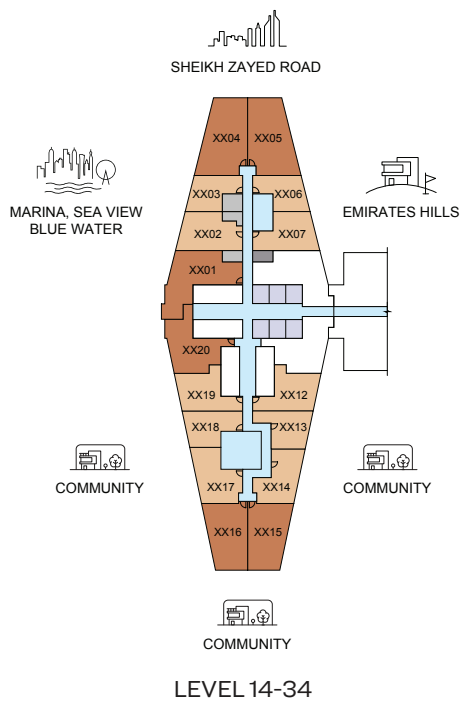 SHEIKH ZAYED ROAD
XX04
XX05
MARINA, SEA VIEW
BLUE WATER
EMIRATES HILLS
XX03
XX06
XX02
XX07
XX01
XX20
XX19
XX12
XX18
XX13
XX17
XX14
COMMUNITY
COMMUNITY
XX16
XX15
COMMUNITY
LEVEL 14-34